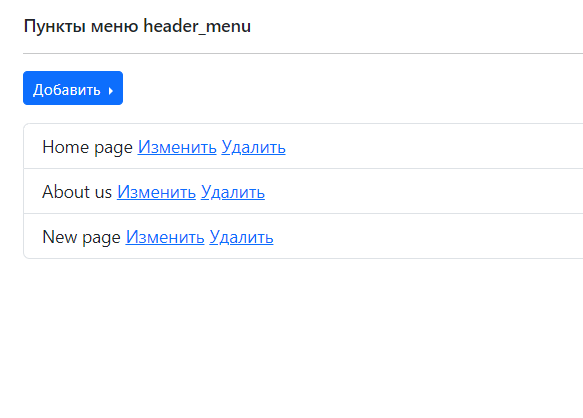 Пункты меню header_menu
Добавить
Home page Изменить Удалить
About us Изменить Удалить
New page Изменить Удалить